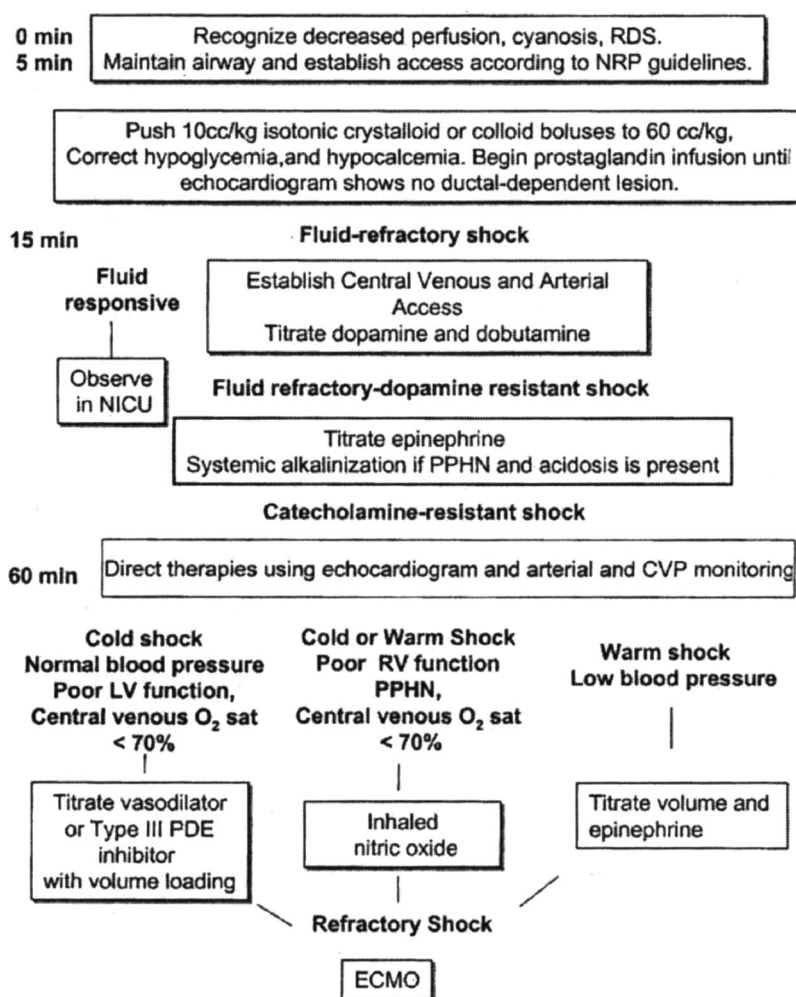 0 min
5 min
Recognize decreased perfusion, cyanosis, RDS.
Maintain airway and establish access according to NRP guidelines.
Push 10cc/kg isotonic crystalloid or colloid boluses to 60 cc/kg,
Correct hypoglycemia,and hypocalcemia. Begin prostaglandin infusion until
echocardiogram shows no ductal-dependent lesion.
15 min
Fluid-refractory shock
Fluid
responsive
Establish Central Venous and Arterial
Access
Titrate dopamine and dobutamine
Observe
in NICU
Fluid refractory-dopamine resistant shock
Titrate epinephrine
Systemic alkalinization if PPHN and acidosis is present
Catecholamine-resistant shock
60 min
Direct therapies using echocardiogram and arterial and CVP monitoring
Cold shock
Normal blood pressure
Poor LV function,
Central venous O₂ sat
< 70%
Cold or Warm Shock
Poor RV function
PPHN,
Central venous O₂ sat
< 70%
Warm shock
Low blood pressure
Titrate vasodilator
or Type III PDE
inhibitor
with volume loading
Inhaled
nitric oxide
Titrate volume and
epinephrine
Refractory Shock
ECMO